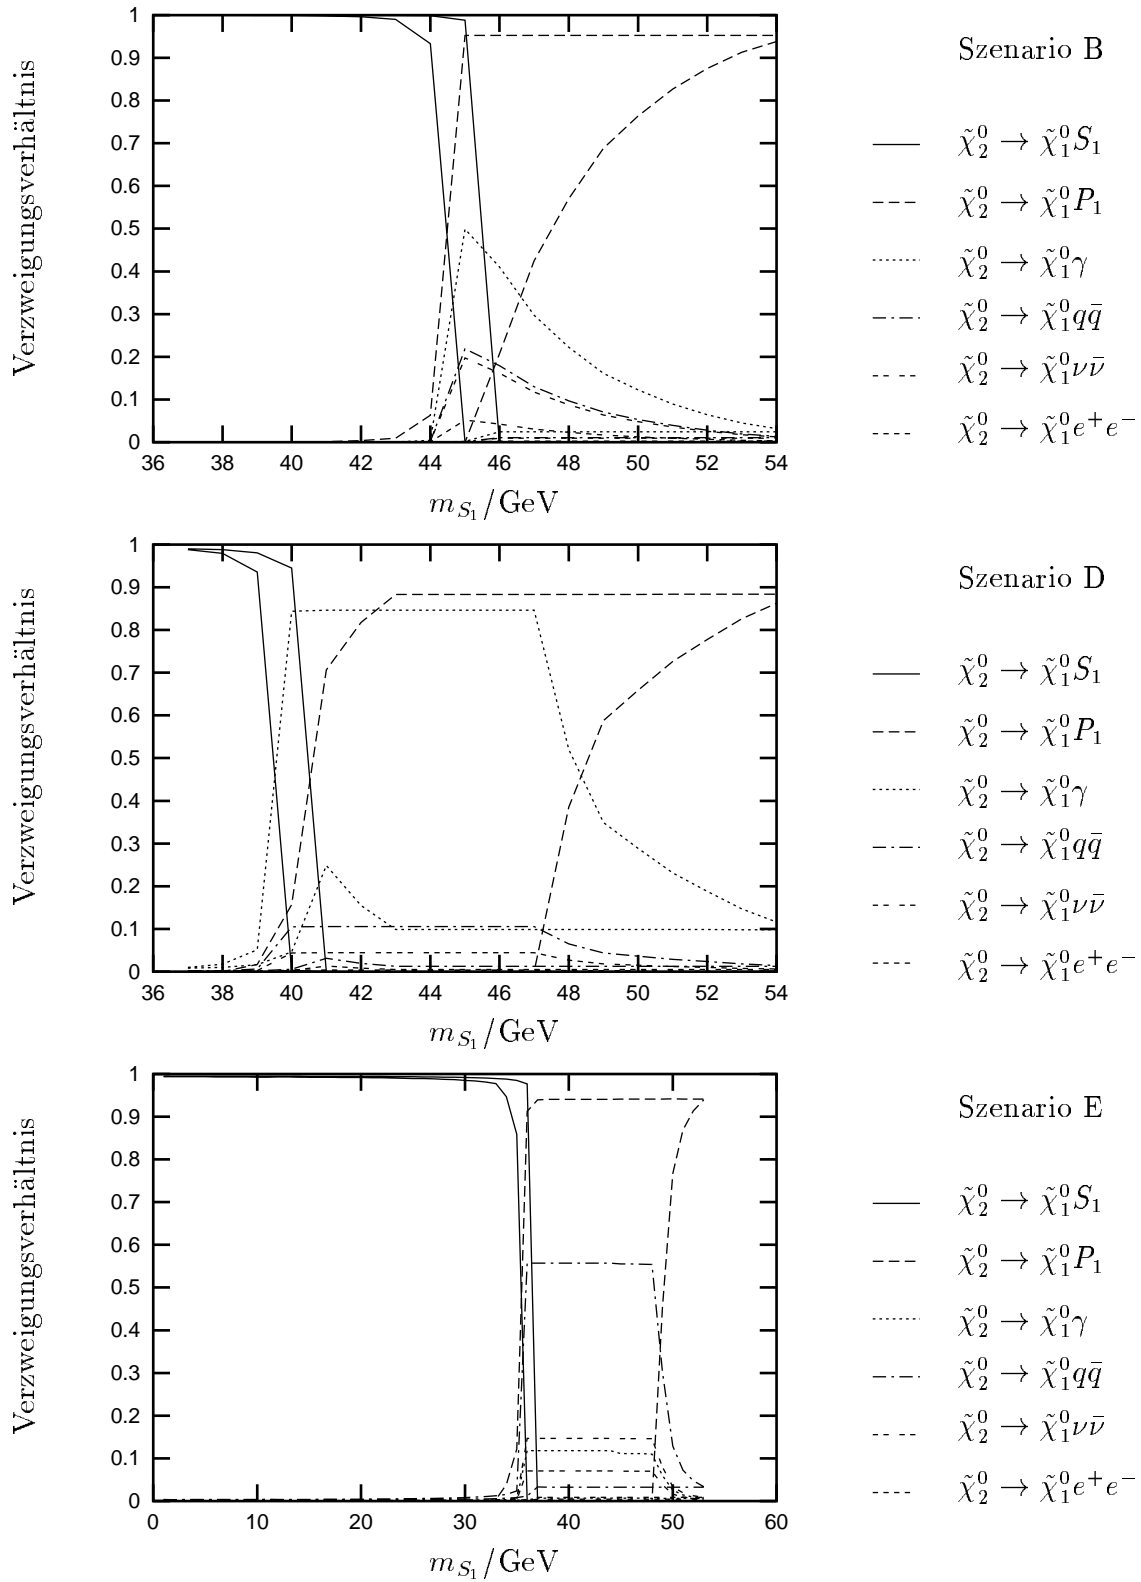 Verzweigungsverhältnis
1
0.9
0.8
0.7
0.6
0.5
0.4
0.3
0.2
0.1
0
36 38 40 42 44 46 48 50 52 54
m_{S_1}/GeV
Szenario B
χ̃⁰₂ → χ̃⁰₁S₁
χ̃⁰₂ → χ̃⁰₁P₁
χ̃⁰₂ → χ̃⁰₁γ
χ̃⁰₂ → χ̃⁰₁qq̄
χ̃⁰₂ → χ̃⁰₁νν̄
χ̃⁰₂ → χ̃⁰₁e⁺e⁻
Verzweigungsverhältnis
1
0.9
0.8
0.7
0.6
0.5
0.4
0.3
0.2
0.1
0
36 38 40 42 44 46 48 50 52 54
m_{S_1}/GeV
Szenario D
χ̃⁰₂ → χ̃⁰₁S₁
χ̃⁰₂ → χ̃⁰₁P₁
χ̃⁰₂ → χ̃⁰₁γ
χ̃⁰₂ → χ̃⁰₁qq̄
χ̃⁰₂ → χ̃⁰₁νν̄
χ̃⁰₂ → χ̃⁰₁e⁺e⁻
Verzweigungsverhältnis
1
0.9
0.8
0.7
0.6
0.5
0.4
0.3
0.2
0.1
0
0 10 20 30 40 50 60
m_{S_1}/GeV
Szenario E
χ̃⁰₂ → χ̃⁰₁S₁
χ̃⁰₂ → χ̃⁰₁P₁
χ̃⁰₂ → χ̃⁰₁γ
χ̃⁰₂ → χ̃⁰₁qq̄
χ̃⁰₂ → χ̃⁰₁νν̄
χ̃⁰₂ → χ̃⁰₁e⁺e⁻